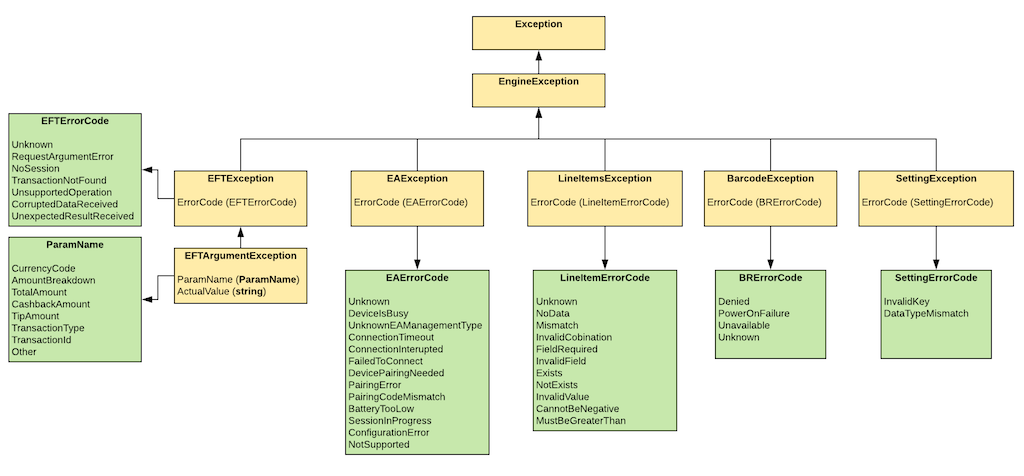 Exception
EngineException
EFTErrorCode
Unknown
RequestArgumentError
NoSession
TransactionNotFound
UnsupportedOperation
CorruptedDataReceived
UnexpectedResultReceived
EFTException
ErrorCode (EFTErrorCode)
EAException
ErrorCode (EAErrorCode)
LineItemsException
ErrorCode (LineItemErrorCode)
BarcodeException
ErrorCode (BRErrorCode)
SettingException
ErrorCode (SettingErrorCode)
ParamName
CurrencyCode
AmountBreakdown
TotalAmount
CashbackAmount
TipAmount
TransactionType
TransactionId
Other
EFTArgumentException
ParamName (ParamName)
ActualValue (string)
EAErrorCode
Unknown
DeviceIsBusy
UnknownEAManagementType
ConnectionTimeout
ConnectionInterupted
FailedToConnect
DevicePairingNeeded
PairingError
PairingCodeMismatch
BatteryTooLow
SessionInProgress
ConfigurationError
NotSupported
LineItemErrorCode
Unknown
NoData
Mismatch
InvalidCobination
FieldRequired
InvalidField
Exists
NotExists
InvalidValue
CannotBeNegative
MustBeGreaterThan
BRErrorCode
Denied
PowerOnFailure
Unavailable
Unknown
SettingErrorCode
InvalidKey
DataTypeMismatch